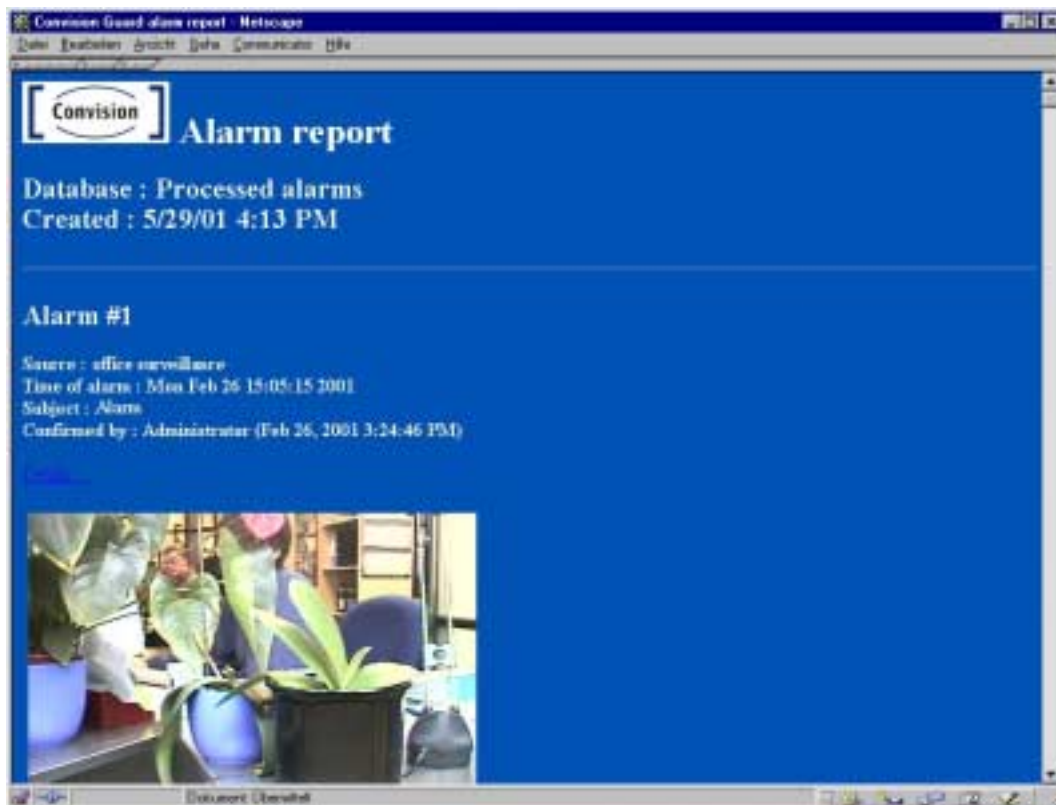 Convision Guard alarm report - Netscape
Datei Bearbeiten Ansicht Gehe Communicator Hilfe
Convision
Alarm report
Database : Processed alarms
Created : 5/29/01 4:13 PM
Alarm #1
Source : office surveillance
Time of alarm : Mon Feb 26 15:05:15 2001
Subject : Alarm
Confirmed by : Administrator (Feb 26, 2001 3:24:46 PM)
Dokument: Übermittelt